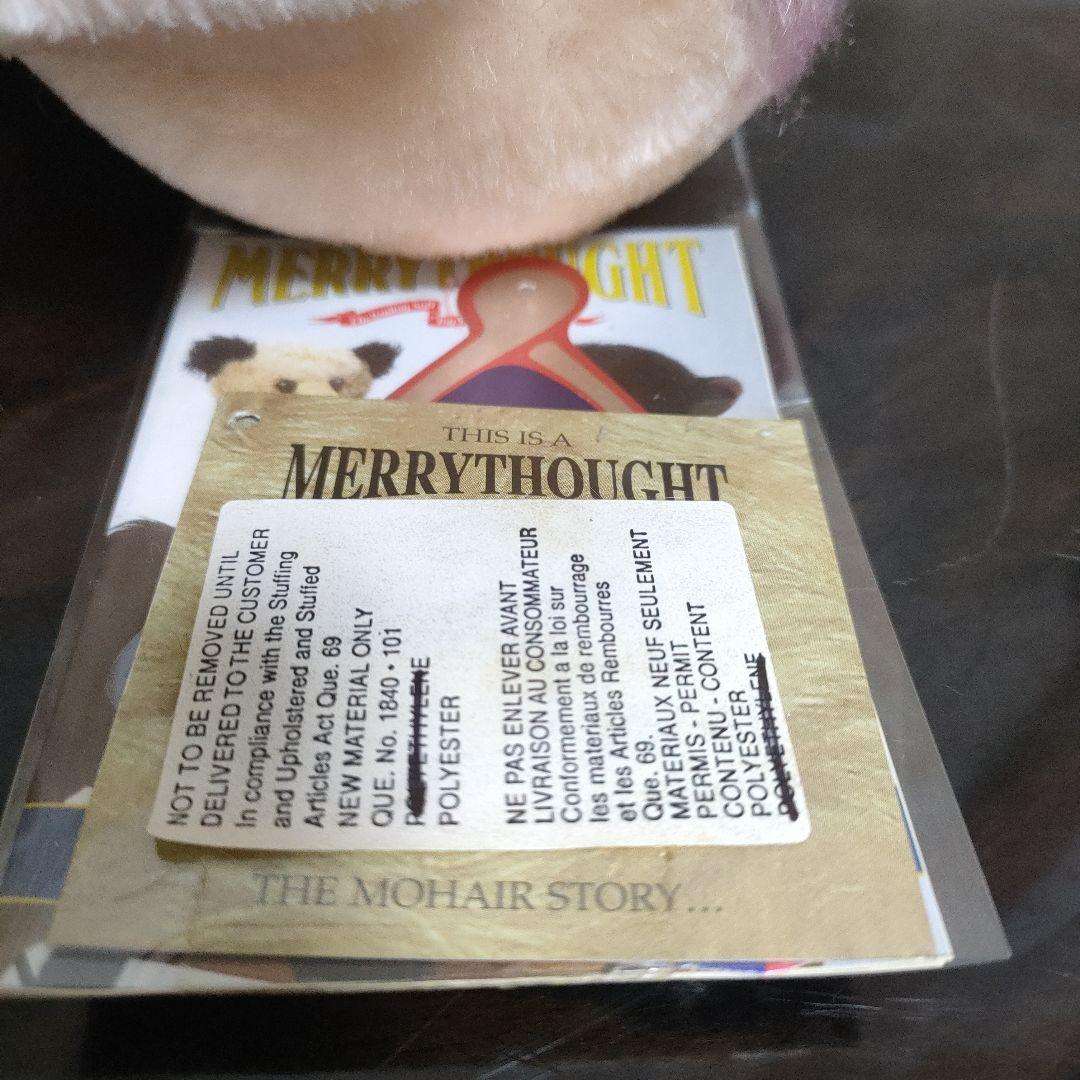 MERRYTHOUGHT
THIS IS A
MERRYTHOUGHT
NOT TO BE REMOVED UNTIL
DELIVERED TO THE CUSTOMER
In compliance with the Stuffing
and Upholstered and Stuffed
Articles Act Que. 69
NEW MATERIAL ONLY
QUE. No. 1840 • 101
POLYETHYLENE
POLYESTER
NE PAS ENLEVER AVANT
LIVRAISON AU CONSOMMATEUR
Conformement a la loi sur
les materiaux de rembourrage
et les Articles Rembourres
Que. 69.
MATERIAUX NEUF SEULEMENT
PERMIS - PERMIT
CONTENU - CONTENT
POLYESTER
POLYETHYLENE
THE MOHAIR STORY...